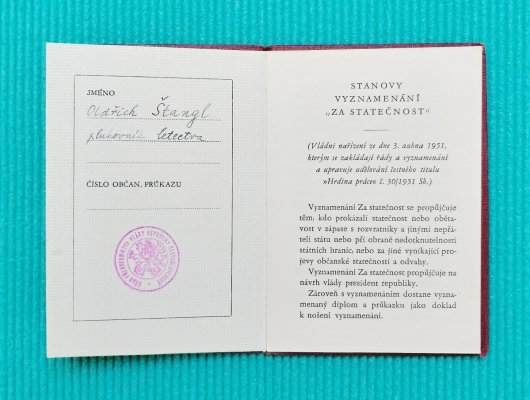 JMÉNO
Oldřich Štangl
plukovník letectva
ČÍSLO OBČAN. PRŮKAZU
STANOVY
VYZNAMENÁNÍ
„ZA STATEČNOST“
(Vládní nařízení ze dne 3. dubna 1951,
kterým se zakládají řády a vyznamenání
a upravuje udělování čestného titulu
»Hrdina práce« č. 30/1951 Sb.)
Vyznamenání Za statečnost se propůjčuje
těm, kdo prokázali statečnost nebo oběta-
vost v zápase s rozvratníky a jinými nepřá-
teli státu nebo při obraně nedotknutelnosti
státních hranic, nebo za jiné vynikající pro-
jevy občanské statečnosti a odvahy.
Vyznamenání Za statečnost propůjčuje na
návrh vlády president republiky.
Zároveň s vyznamenáním dostane vyzna-
menaný diplom a průkazku jako doklad
k nošení vyznamenání.